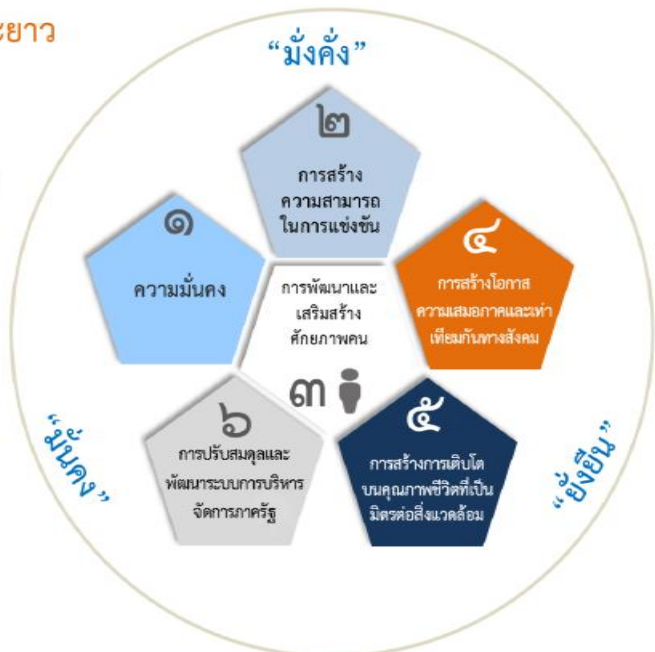 “มั่งคั่ง”
๒
การสร้าง
ความสามารถ
ในการแข่งขัน
๑
ความมั่นคง
๔
การสร้างโอกาส
ความเสมอภาคและเท่า
เทียมกันทางสังคม
การพัฒนาและ
เสริมสร้าง
ศักยภาพคน
๓
๖
การปรับสมดุลและ
พัฒนาระบบการบริหาร
จัดการภาครัฐ
๕
การสร้างการเติบโต
บนคุณภาพชีวิตที่เป็น
มิตรต่อสิ่งแวดล้อม
“มั่นคง”
“ยั่งยืน”